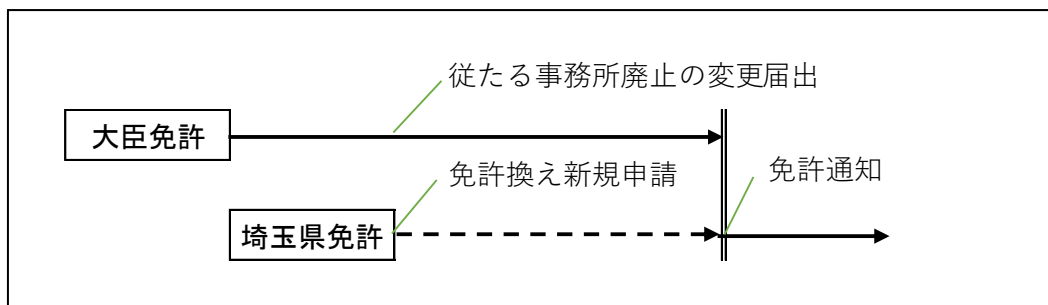 従たる事務所廃止の変更届出
大臣免許
免許換え新規申請
免許通知
埼玉県免許